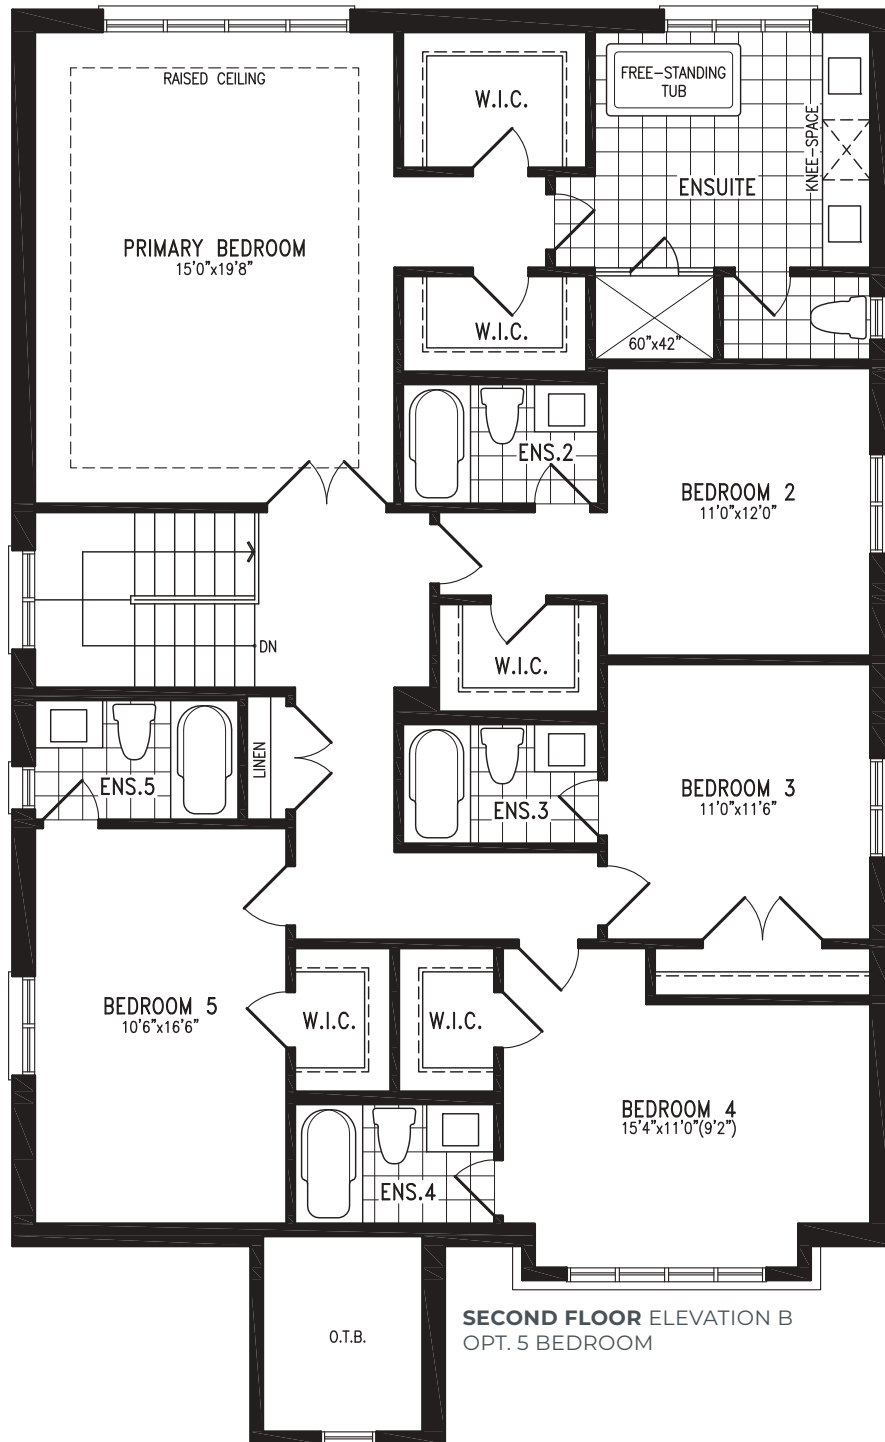 RAISED CEILING
W.I.C.
FREE-STANDING
TUB
KNEE-SPACE
ENSUITE
PRIMARY BEDROOM
15'0"x19'8"
W.I.C.
60"x42"
ENS.2
BEDROOM 2
11'0"x12'0"
DN
W.I.C.
LINEN
ENS.5
ENS.3
BEDROOM 3
11'0"x11'6"
BEDROOM 5
10'6"x16'6"
W.I.C.
W.I.C.
BEDROOM 4
15'4"x11'0"(9'2")
ENS.4
O.T.B.
SECOND FLOOR ELEVATION B
OPT. 5 BEDROOM